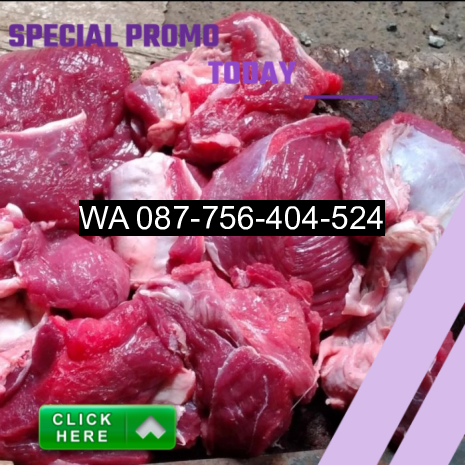 SPECIAL PROMO
TODAY
WA 087-756-404-524
CLICK
HERE